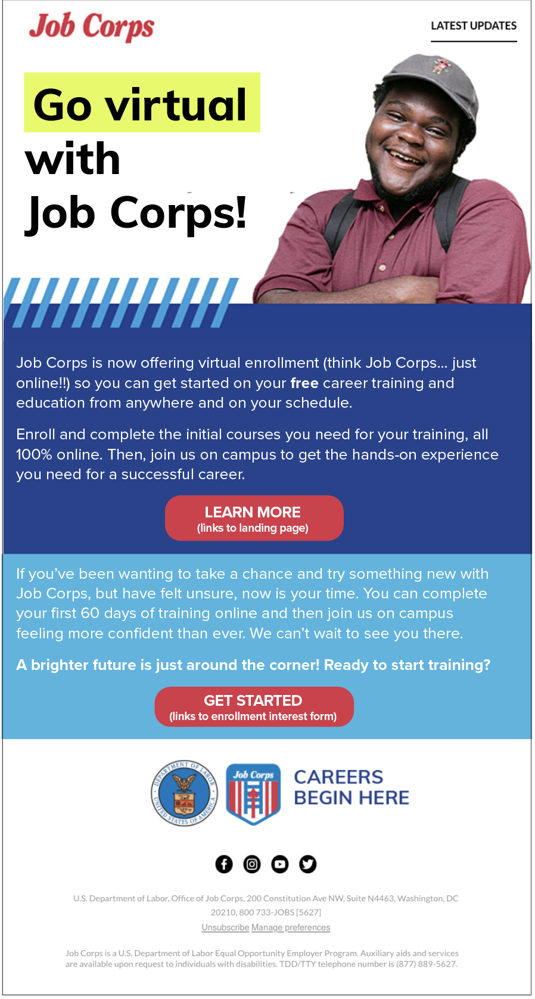 Job Corps
LATEST UPDATES
Go virtual
with
Job Corps!
Job Corps is now offering virtual enrollment (think Job Corps... just
online!!) so you can get started on your free career training and
education from anywhere and on your schedule.
Enroll and complete the initial courses you need for your training, all
100% online. Then, join us on campus to get the hands-on experience
you need for a successful career.
LEARN MORE
(links to landing page)
If you’ve been wanting to take a chance and try something new with
Job Corps, but have felt unsure, now is your time. You can complete
your first 60 days of training online and then join us on campus
feeling more confident than ever. We can’t wait to see you there.
A brighter future is just around the corner! Ready to start training?
GET STARTED
(links to enrollment interest form)
DEPARTMENT OF LABOR
UNITED STATES OF AMERICA
Job Corps
CAREERS
BEGIN HERE
U.S. Department of Labor, Office of Job Corps, 200 Constitution Ave NW, Suite N4463, Washington, DC
20210, 800 733-JOBS [5627]
Unsubscribe Manage preferences
Job Corps is a U.S. Department of Labor Equal Opportunity Employer Program. Auxiliary aids and services
are available upon request to individuals with disabilities. TDD/TTY telephone number is (877) 889-5627.